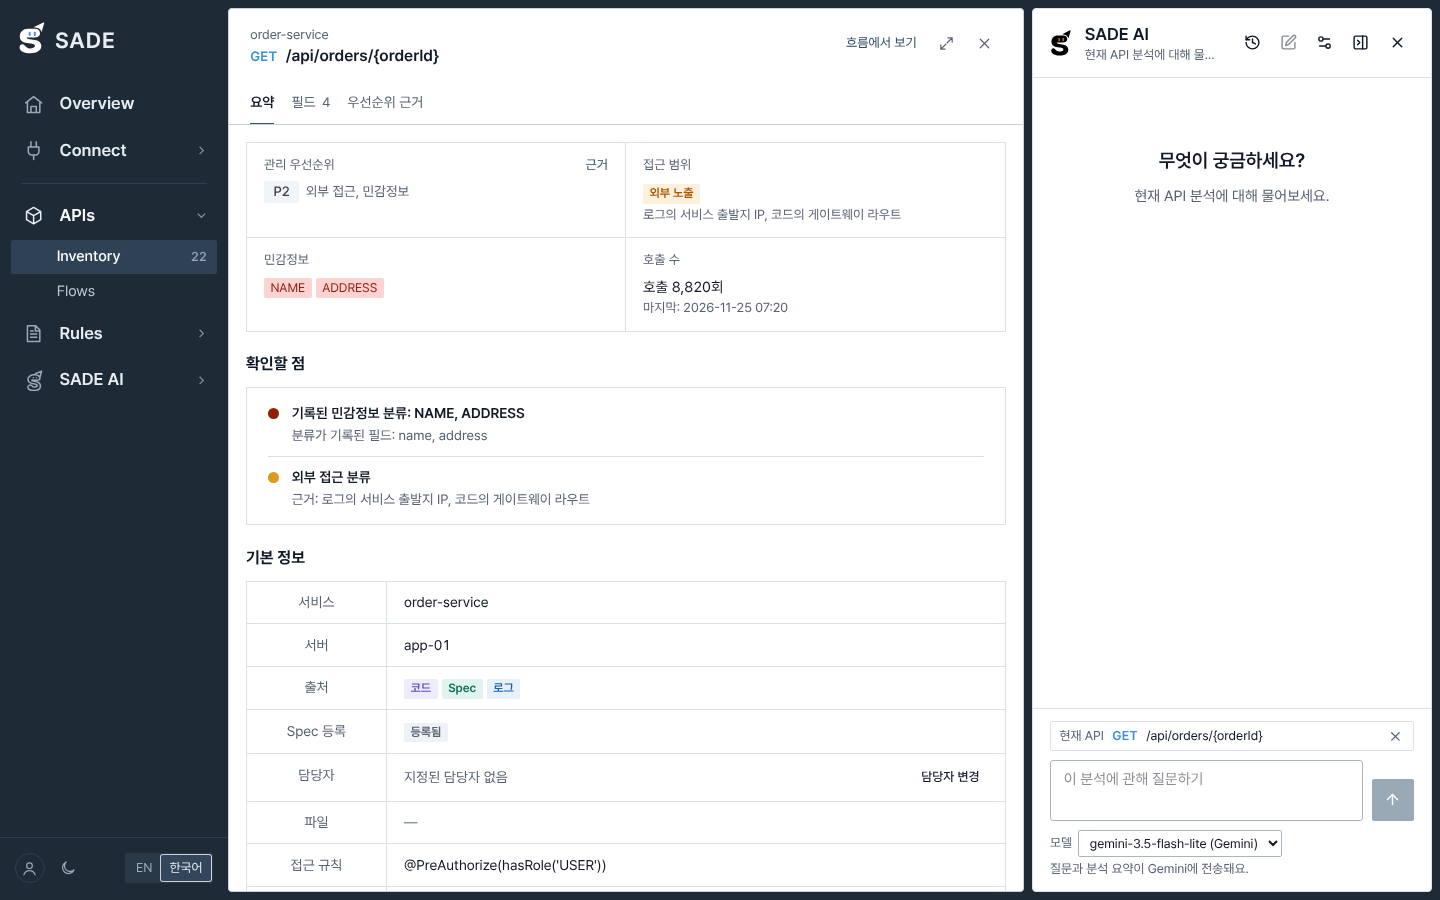 SADE
Overview
Connect
APIs
Inventory 22
Flows
Rules
SADE AI
EN 한국어
order-service
GET /api/orders/{orderId}
흐름에서 보기
요약 필드 4 우선순위 근거
관리 우선순위 근거
P2 외부 접근, 민감정보
접근 범위
외부 노출
로그의 서비스 출발지 IP, 코드의 게이트웨이 라우트
민감정보
NAME ADDRESS
호출 수
호출 8,820회
마지막: 2026-11-25 07:20
확인할 점
기록된 민감정보 분류: NAME, ADDRESS
분류가 기록된 필드: name, address
외부 접근 분류
근거: 로그의 서비스 출발지 IP, 코드의 게이트웨이 라우트
기본 정보
서비스 order-service
서버 app-01
출처 코드 Spec 로그
Spec 등록 등록됨
담당자 지정된 담당자 없음 담당자 변경
파일 —
접근 규칙 @PreAuthorize(hasRole('USER'))
SADE AI
현재 API 분석에 대해 물...
무엇이 궁금하세요?
현재 API 분석에 대해 물어보세요.
현재 API GET /api/orders/{orderId}
이 분석에 관해 질문하기
모델 gemini-3.5-flash-lite (Gemini)
질문과 분석 요약이 Gemini에 전송돼요.